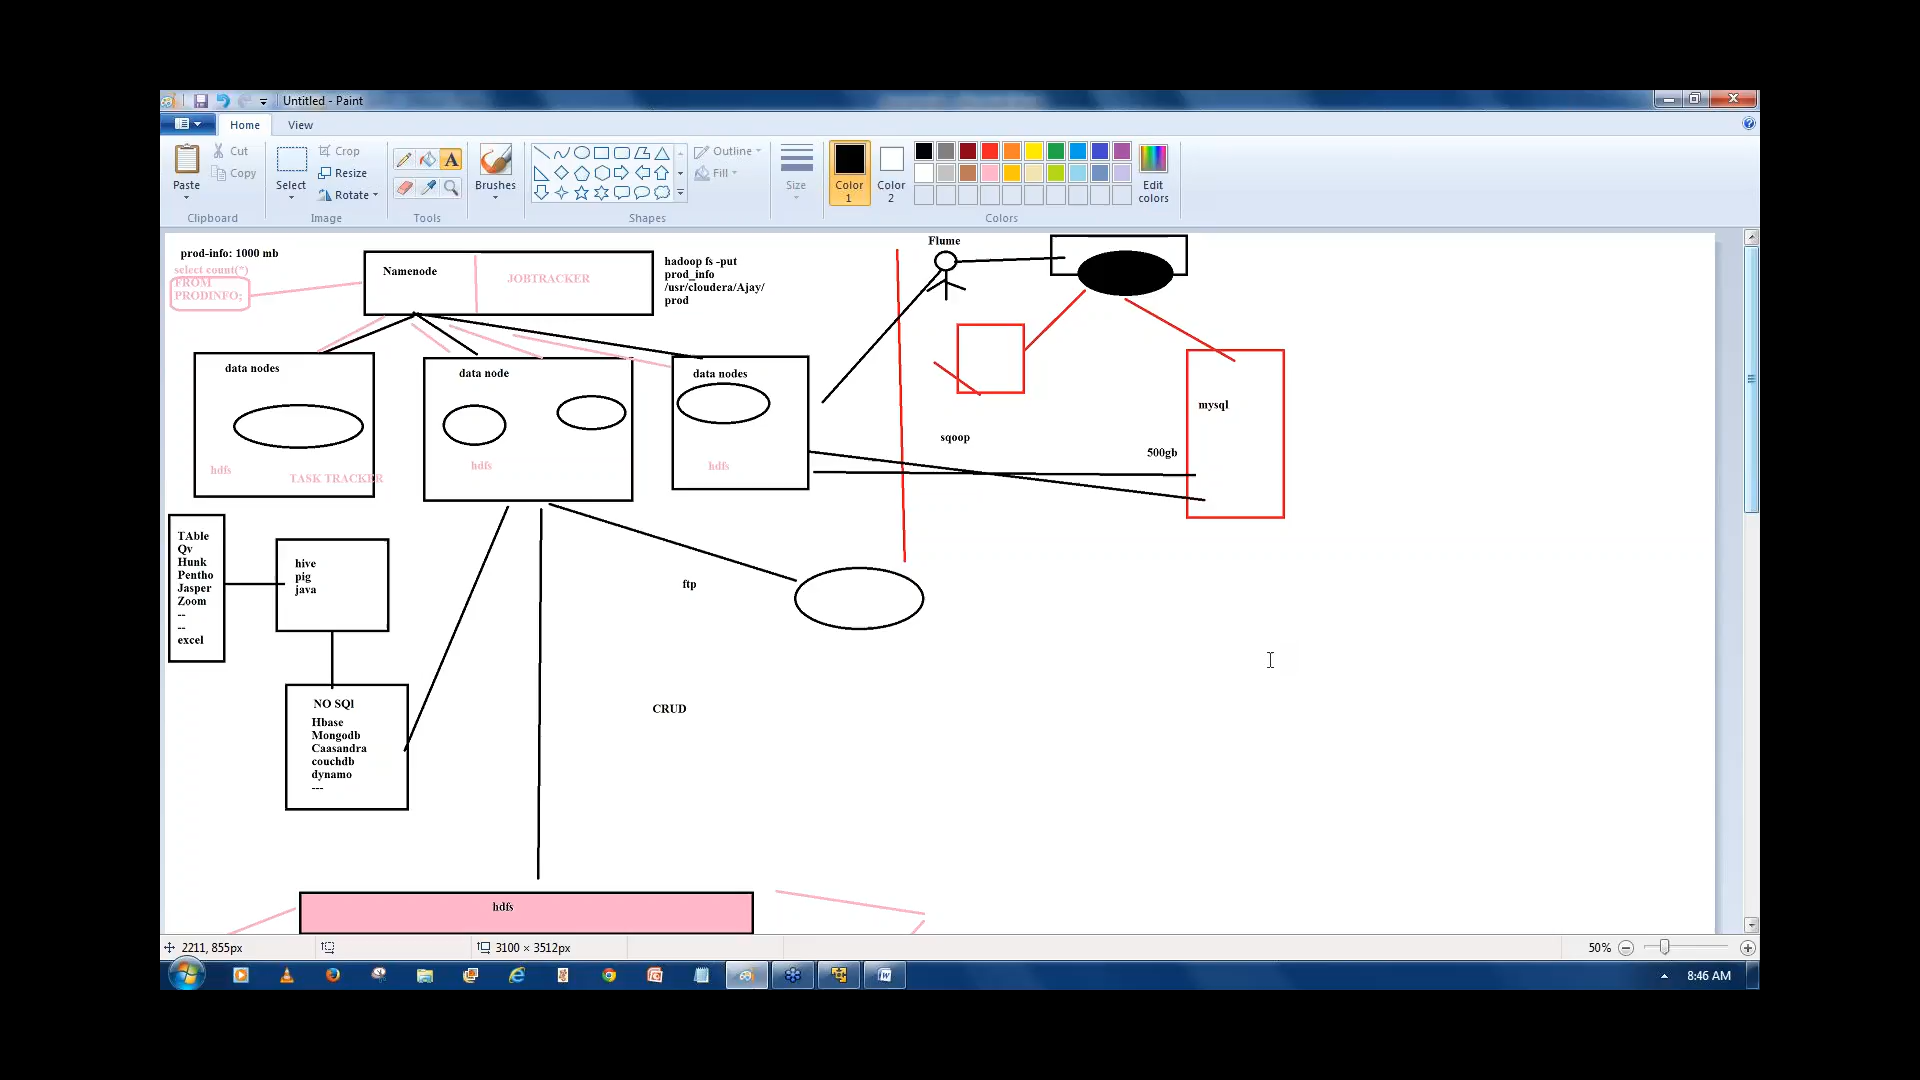 Untitled - Paint
Home
View
Paste
Cut
Copy
Clipboard
Select
Crop
Resize
Rotate
Image
A
Tools
Brushes
Outline
Fill
Shapes
Size
Color
1
Color
2
Edit
colors
Colors
prod-info: 1000 mb
select count(*)
FROM
PRODINFO;
Namenode
JOBTRACKER
hadoop fs -put
prod_info
/usr/cloudera/Ajay/
prod
Flume
data nodes
hdfs
TASK TRACKER
data node
hdfs
data nodes
hdfs
sqoop
500gb
mysql
TAble
Qv
Hunk
Pentho
Jasper
Zoom
--
--
excel
hive
pig
java
ftp
NO SQl
Hbase
Mongodb
Caasandra
couchdb
dynamo
---
CRUD
hdfs
2211, 855px
3100 × 3512px
50%
8:46 AM